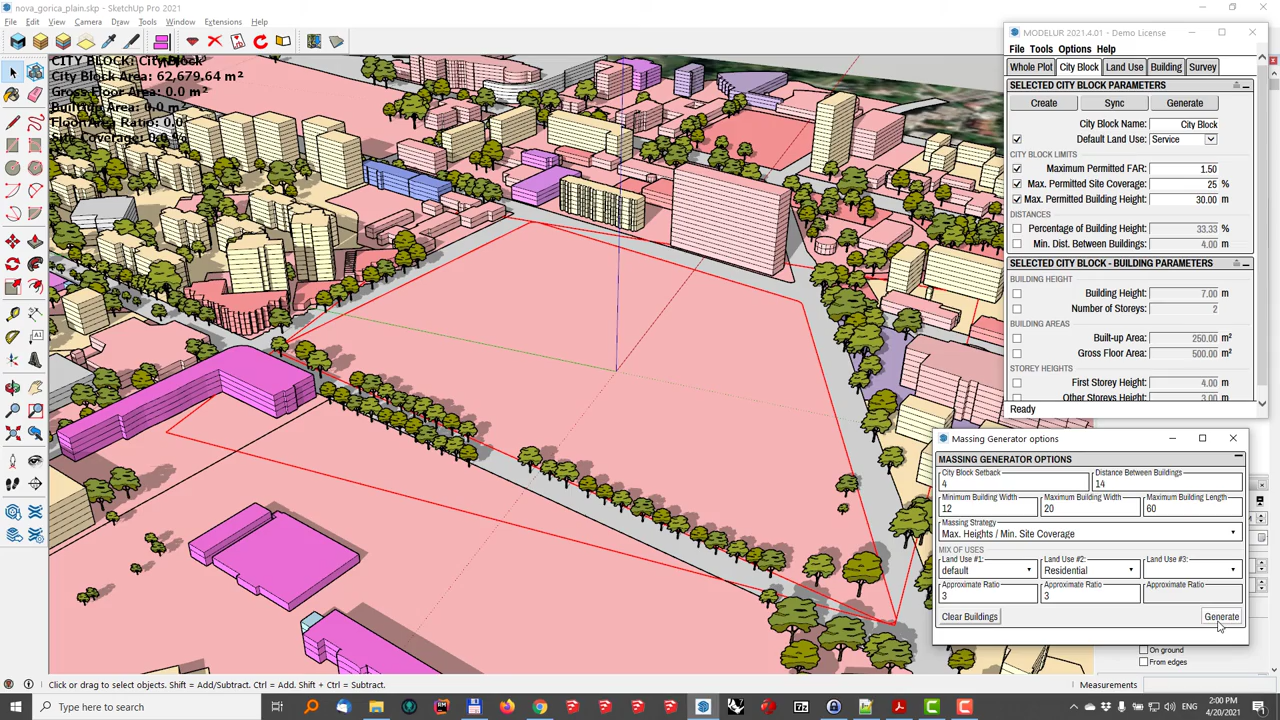 nova_gorica_plain.skp - SketchUp Pro 2021
File Edit View Camera Draw Tools Window Extensions Help
CITY BLOCK: City Block
City Block Area: 62,679.64 m²
Gross Floor Area: 0.0 m²
Built-up Area: 0.0 m²
FloorArea Ratio: 0.0
Site Coverage: 0.0 %
MODELUR 2021.4.01 - Demo License
File Tools Options Help
Whole Plot City Block Land Use Building Survey
SELECTED CITY BLOCK PARAMETERS
Create Sync Generate
City Block Name: City Block
Default Land Use: Service
CITY BLOCK LIMITS
Maximum Permitted FAR: 1.50
Max. Permitted Site Coverage: 25 %
Max. Permitted Building Height: 30.00 m
DISTANCES
Percentage of Building Height: 33.33
Min. Dist. Between Buildings: 4.00 m
SELECTED CITY BLOCK - BUILDING PARAMETERS
BUILDING HEIGHT
Building Height: 7.00 m
Number of Storeys: 2
BUILDING AREAS
Built-up Area: 250.00 m²
Gross Floor Area: 500.00 m²
STOREY HEIGHTS
First Storey Height: 4.00 m
Other Storeys Height: 3.00 m
Ready
Massing Generator options
MASSING GENERATOR OPTIONS
City Block Setback Distance Between Buildings
4 14
Minimum Building Width Maximum Building Width Maximum Building Length
12 20 60
Massing Strategy
Max. Heights / Min. Site Coverage
MIX OF USES
Land Use #1: Land Use #2: Land Use #3:
default Residential
Approximate Ratio Approximate Ratio Approximate Ratio
3 3
Clear Buildings Generate
On ground
From edges
Click or drag to select objects. Shift = Add/Subtract. Ctrl = Add. Shift + Ctrl = Subtract. Measurements
Type here to search
ENG
2:00 PM
4/20/2021